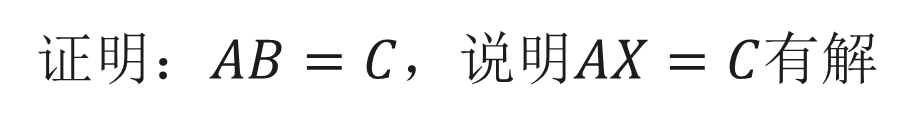 证明：AB = C，说明AX = C有解